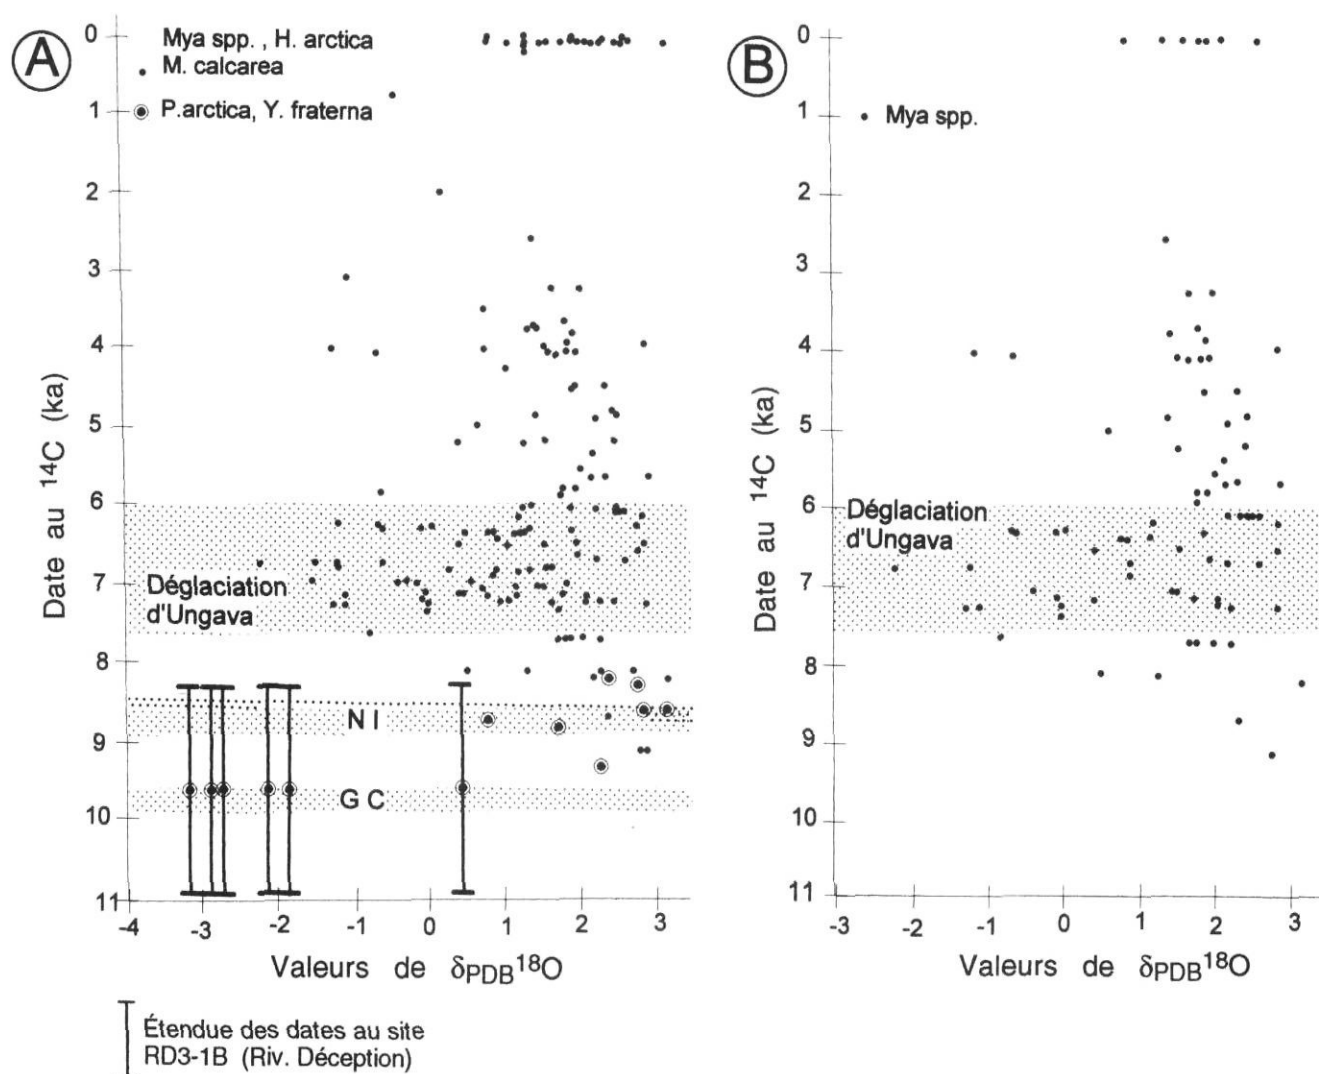 A
Mya spp. , H. arctica
M. calcarea
P.arctica, Y. fraterna
0
1
2
3
4
5
6
7
8
9
10
11
Date au 14C (ka)
Déglaciation
d'Ungava
N I
G C
-4 -3 -2 -1 0 1 2 3
Valeurs de δPDB18O
Étendue des dates au site
RD3-1B (Riv. Déception)
B
Mya spp.
0
1
2
3
4
5
6
7
8
9
10
11
Date au 14C (ka)
Déglaciation
d'Ungava
-3 -2 -1 0 1 2 3
Valeurs de δPDB18O